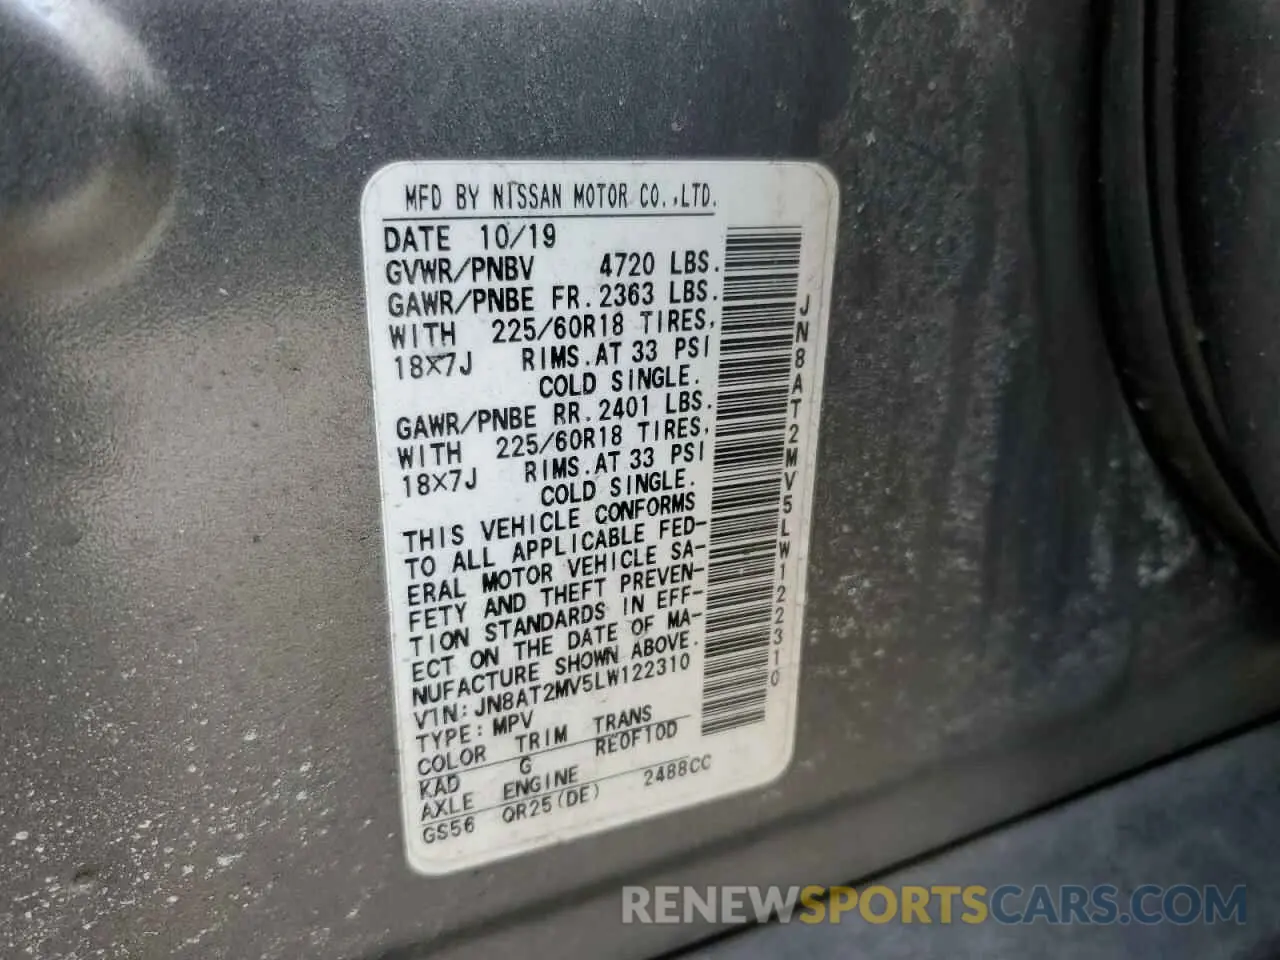 MFD BY NISSAN MOTOR CO.,LTD.
DATE 10/19
GVWR/PNBV 4720 LBS.
GAWR/PNBE FR. 2363 LBS.
WITH 225/60R18 TIRES,
18X7J RIMS. AT 33 PSI
COLD SINGLE.
GAWR/PNBE RR. 2401 LBS.
WITH 225/60R18 TIRES,
18X7J RIMS. AT 33 PSI
COLD SINGLE.
THIS VEHICLE CONFORMS
TO ALL APPLICABLE FED-
ERAL MOTOR VEHICLE SA-
FETY AND THEFT PREVEN-
TION STANDARDS IN EFF-
ECT ON THE DATE OF MA-
NUFACTURE SHOWN ABOVE.
VIN: JN8AT2MV5LW122310
TYPE: MPV
COLOR TRIM TRANS
KAD G RE0F10D
AXLE ENGINE
GS56 QR25(DE) 2488CC
JN8AT2MV5LW122310
RENEWSPORTSCARS.COM